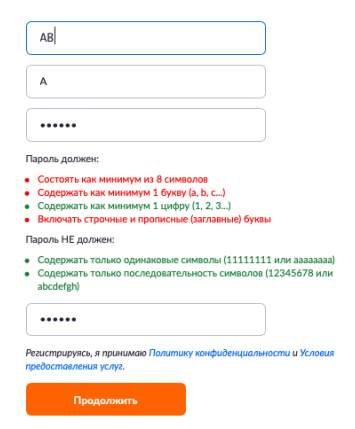 AB
A
••••••
Пароль должен:
• Состоять как минимум из 8 символов
• Содержать как минимум 1 букву (a, b, c...)
• Содержать как минимум 1 цифру (1, 2, 3...)
• Включать строчные и прописные (заглавные) буквы
Пароль НЕ должен:
• Содержать только одинаковые символы (11111111 или aaaaaaaa)
• Содержать только последовательность символов (12345678 или
abcdefgh)
••••••
Регистрируясь, я принимаю Политику конфиденциальности и Условия
предоставления услуг.
Продолжить